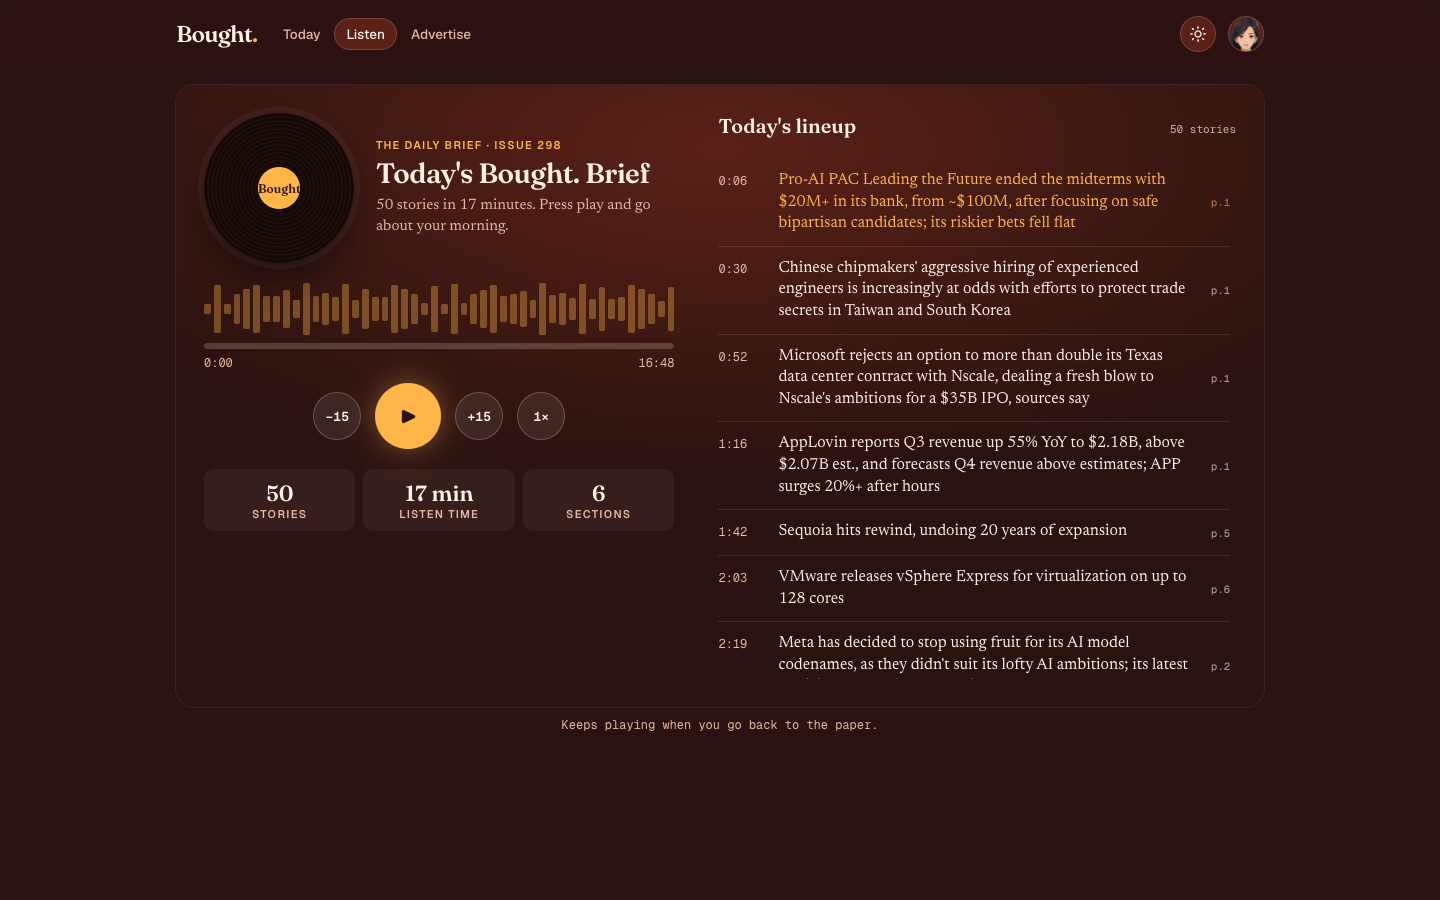 Bought.
Today
Listen
Advertise
Bought
THE DAILY BRIEF · ISSUE 298
Today's Bought. Brief
50 stories in 17 minutes. Press play and go
about your morning.
0:00
16:48
−15
+15
1×
50
STORIES
17 min
LISTEN TIME
6
SECTIONS
Today's lineup
50 stories
0:06
Pro-AI PAC Leading the Future ended the midterms with
$20M+ in its bank, from ~$100M, after focusing on safe
bipartisan candidates; its riskier bets fell flat
p.1
0:30
Chinese chipmakers' aggressive hiring of experienced
engineers is increasingly at odds with efforts to protect trade
secrets in Taiwan and South Korea
p.1
0:52
Microsoft rejects an option to more than double its Texas
data center contract with Nscale, dealing a fresh blow to
Nscale's ambitions for a $35B IPO, sources say
p.1
1:16
AppLovin reports Q3 revenue up 55% YoY to $2.18B, above
$2.07B est., and forecasts Q4 revenue above estimates; APP
surges 20%+ after hours
p.1
1:42
Sequoia hits rewind, undoing 20 years of expansion
p.5
2:03
VMware releases vSphere Express for virtualization on up to
128 cores
p.6
2:19
Meta has decided to stop using fruit for its AI model
codenames, as they didn't suit its lofty AI ambitions; its latest
p.2
Keeps playing when you go back to the paper.